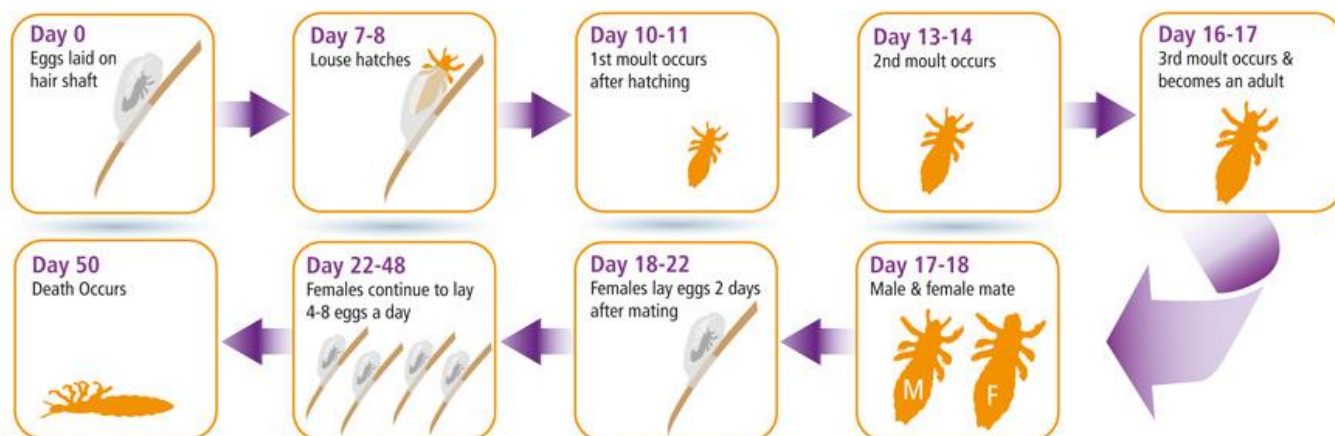 Day 0
Eggs laid on
hair shaft
Day 7-8
Louse hatches
Day 10-11
1st moult occurs
after hatching
Day 13-14
2nd moult occurs
Day 16-17
3rd moult occurs &
becomes an adult
Day 17-18
Male & female mate
M
F
Day 18-22
Females lay eggs 2 days
after mating
Day 22-48
Females continue to lay
4-8 eggs a day
Day 50
Death Occurs